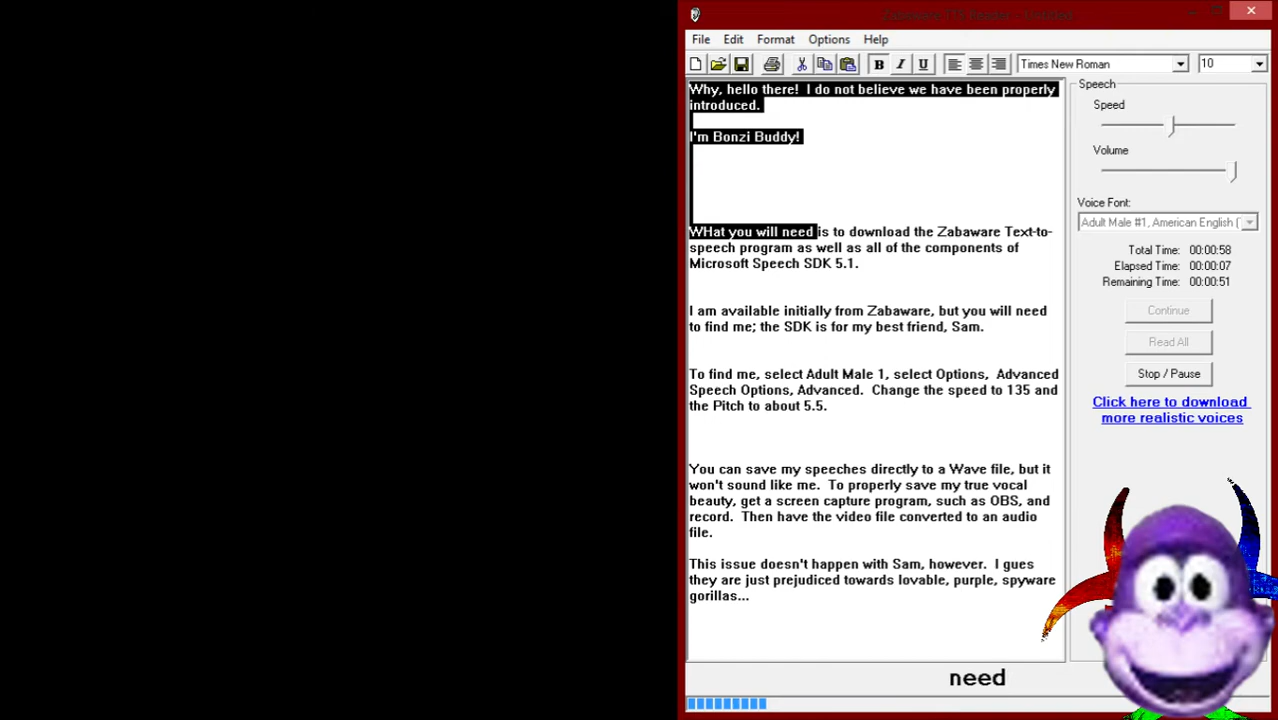 Zabaware TTS Reader - Untitled
File Edit Format Options Help
B I U Times New Roman 10
Why, hello there! I do not believe we have been properly
introduced.
I'm Bonzi Buddy!
WHat you will need is to download the Zabaware Text-to-
speech program as well as all of the components of
Microsoft Speech SDK 5.1.
I am available initially from Zabaware, but you will need
to find me; the SDK is for my best friend, Sam.
To find me, select Adult Male 1, select Options, Advanced
Speech Options, Advanced. Change the speed to 135 and
the Pitch to about 5.5.
You can save my speeches directly to a Wave file, but it
won't sound like me. To properly save my true vocal
beauty, get a screen capture program, such as OBS, and
record. Then have the video file converted to an audio
file.
This issue doesn't happen with Sam, however. I gues
they are just prejudiced towards lovable, purple, spyware
gorillas...
Speech
Speed
Volume
Voice Font:
Adult Male #1, American English (
Total Time: 00:00:58
Elapsed Time: 00:00:07
Remaining Time: 00:00:51
Continue
Read All
Stop / Pause
Click here to download
more realistic voices
need